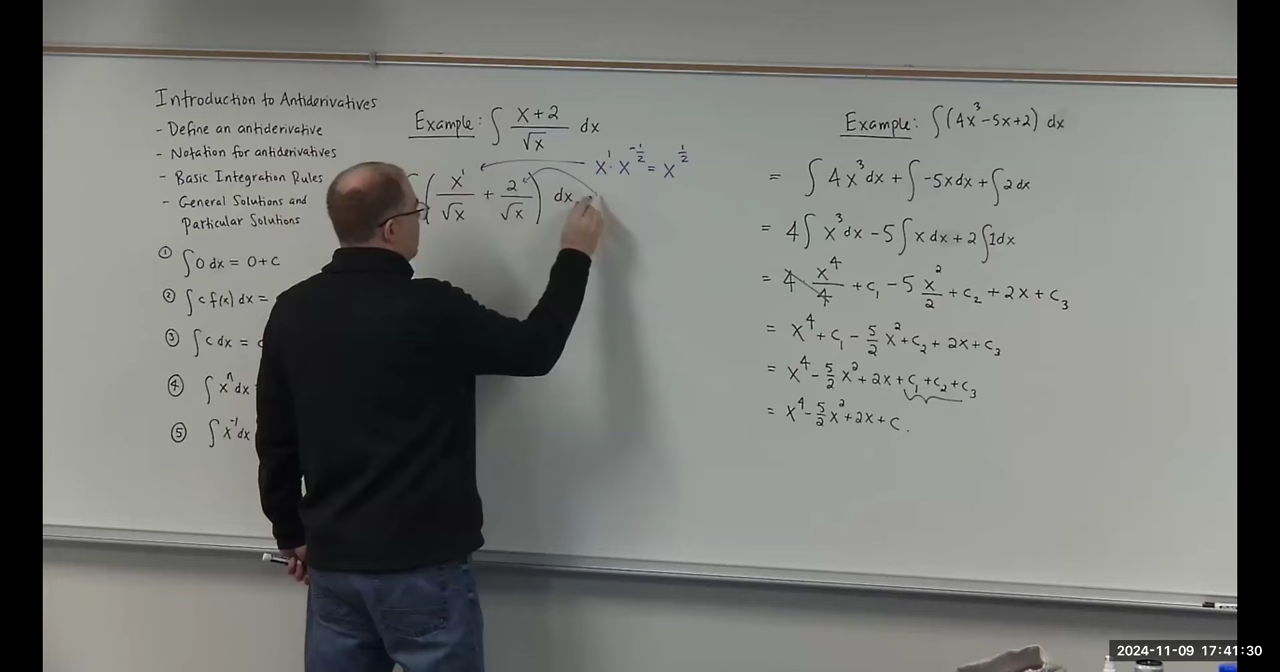 Introduction to Antiderivatives
- Define an antiderivative
- Notation for antiderivatives
- Basic Integration Rules
- General Solutions and
Particular Solutions
① ∫ 0 dx = 0 + C
② ∫ c f(x) dx =
③ ∫ c dx =
④ ∫ xⁿ dx
⑤ ∫ x⁻¹ dx
Example: ∫ (x+2)/√x dx
x¹ · x^(-1/2) = x^(1/2)
(x¹/√x + 2/√x) dx
Example: ∫(4x³-5x+2) dx
= ∫ 4x³ dx + ∫ -5x dx + ∫ 2 dx
= 4∫ x³ dx - 5∫ x dx + 2∫ 1 dx
= 4 x⁴/4 + C₁ - 5 x²/2 + C₂ + 2x + C₃
= x⁴ + C₁ - 5/2 x² + C₂ + 2x + C₃
= x⁴ - 5/2 x² + 2x + C₁ + C₂ + C₃
= x⁴ - 5/2 x² + 2x + C.
2024-11-09 17:41:30